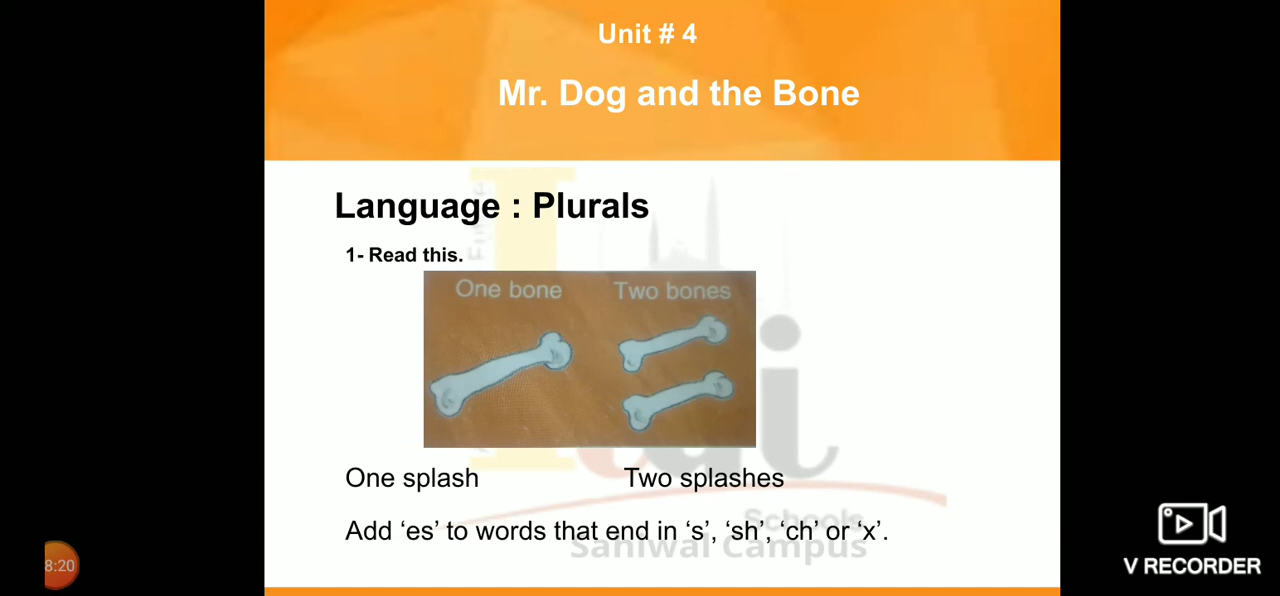 Unit # 4
Mr. Dog and the Bone
Language : Plurals
1- Read this.
One bone Two bones
One splash Two splashes
Add ‘es’ to words that end in ‘s’, ‘sh’, ‘ch’ or ‘x’.
Schools
Sahiwal Campus
8:20
V RECORDER